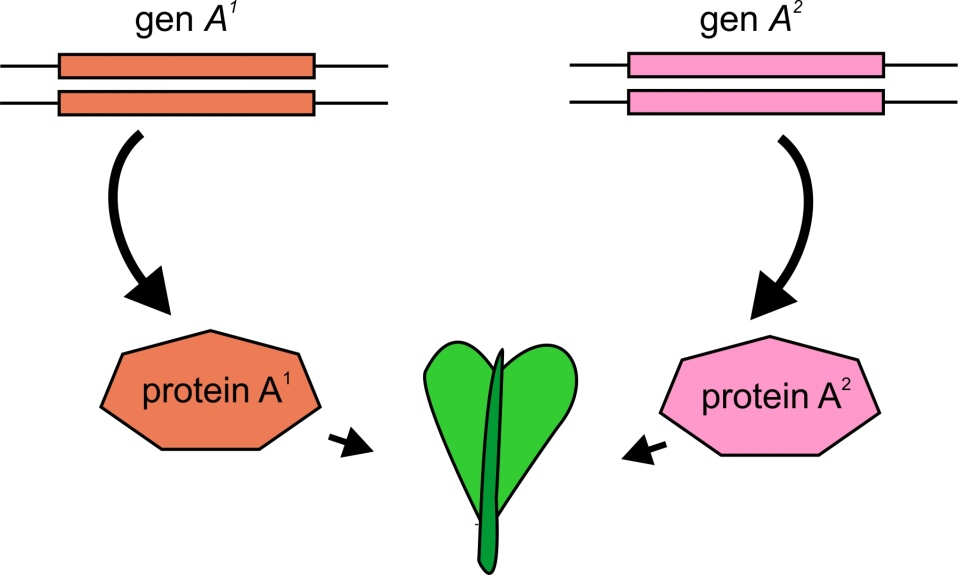 gen A¹
gen A²
protein A¹
protein A²